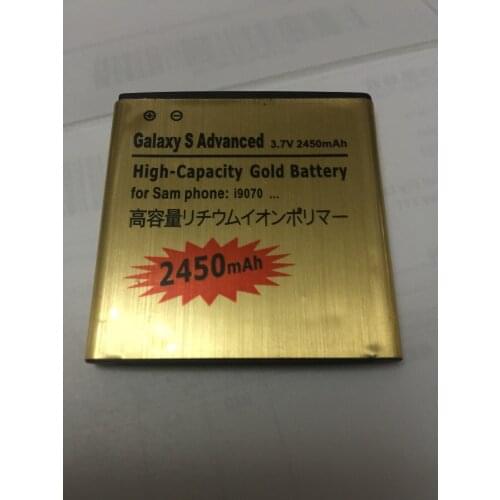 ⊕ ⊖
Galaxy S Advanced 3.7V 2450mAh
High-Capacity Gold Battery
for Sam phone: i9070 ...
高容量リチウムイオンポリマー
2450mAh